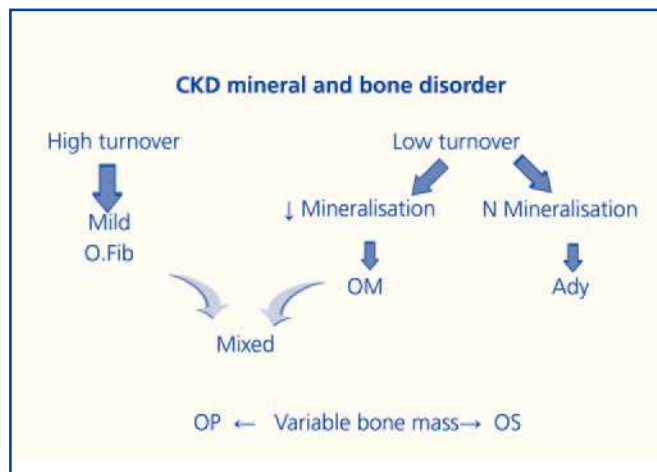 CKD mineral and bone disorder
High turnover
Low turnover
Mild
O.Fib
↓ Mineralisation
N Mineralisation
OM
Ady
Mixed
OP ← Variable bone mass→ OS